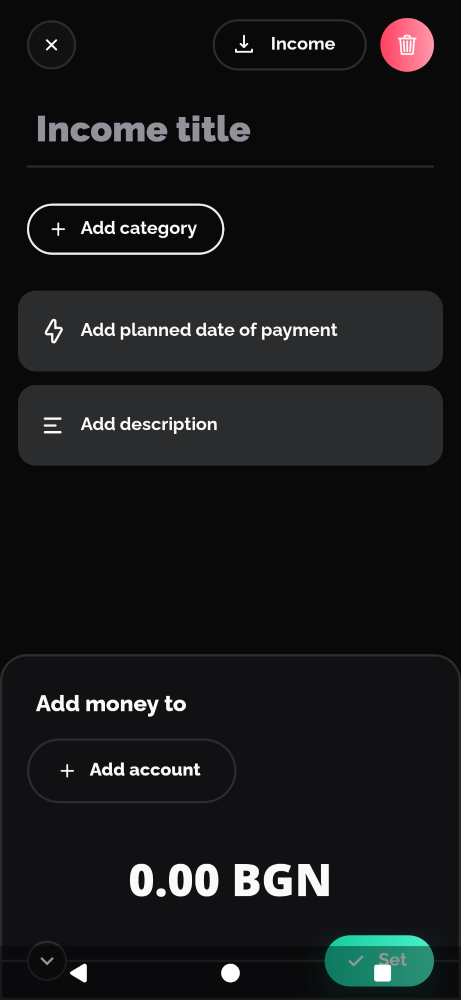 Income
Income title
Add category
Add planned date of payment
Add description
Add money to
Add account
0.00 BGN
Set